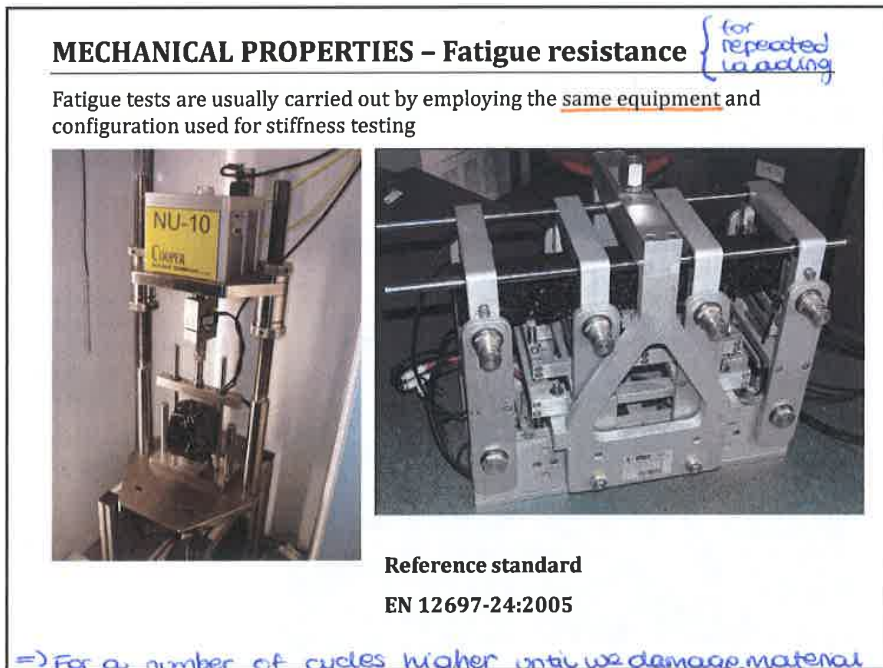 MECHANICAL PROPERTIES – Fatigue resistance
for
repeated
loading
Fatigue tests are usually carried out by employing the same equipment and
configuration used for stiffness testing
NU-10
COOPER
Reference standard
EN 12697-24:2005
=> For a number of cycles higher until we damage material